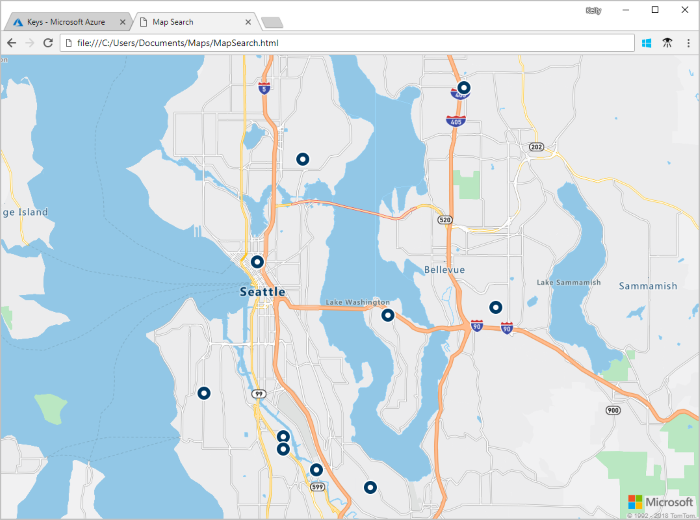 Kelly
Keys - Microsoft Azure
Map Search
file:///C:/Users/Documents/Maps/MapSearch.html
5
405
405
202
ge Island
520
Bellevue
Lake Sammamish
Sammamish
Seattle
Lake Washington
90
90
99
900
599
Microsoft
© 1992 - 2018 TomTom